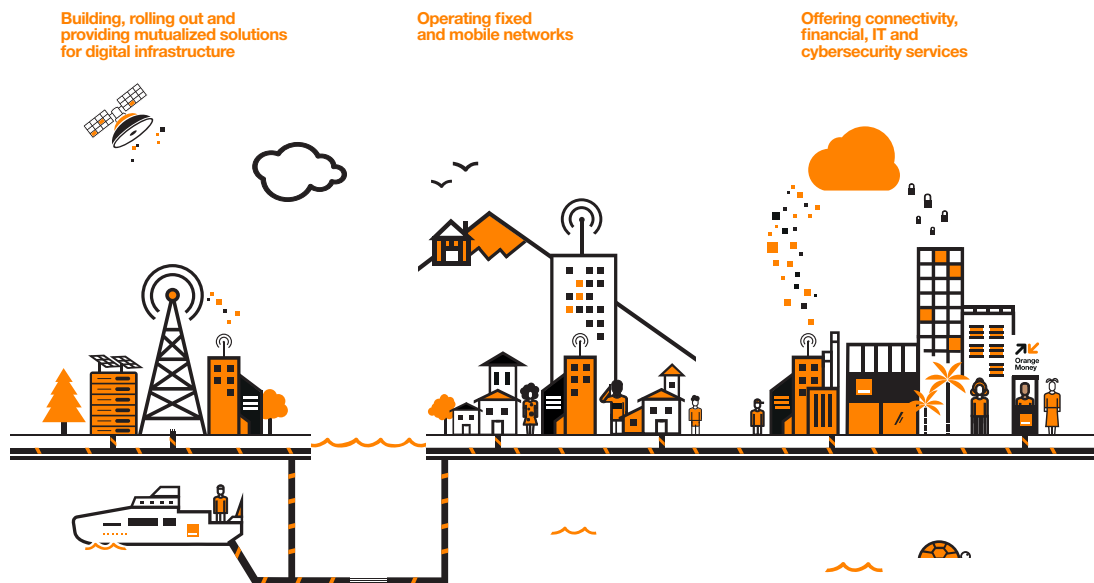 Building, rolling out and
providing mutualized solutions
for digital infrastructure
Operating fixed
and mobile networks
Offering connectivity,
financial, IT and
cybersecurity services
Orange
Money